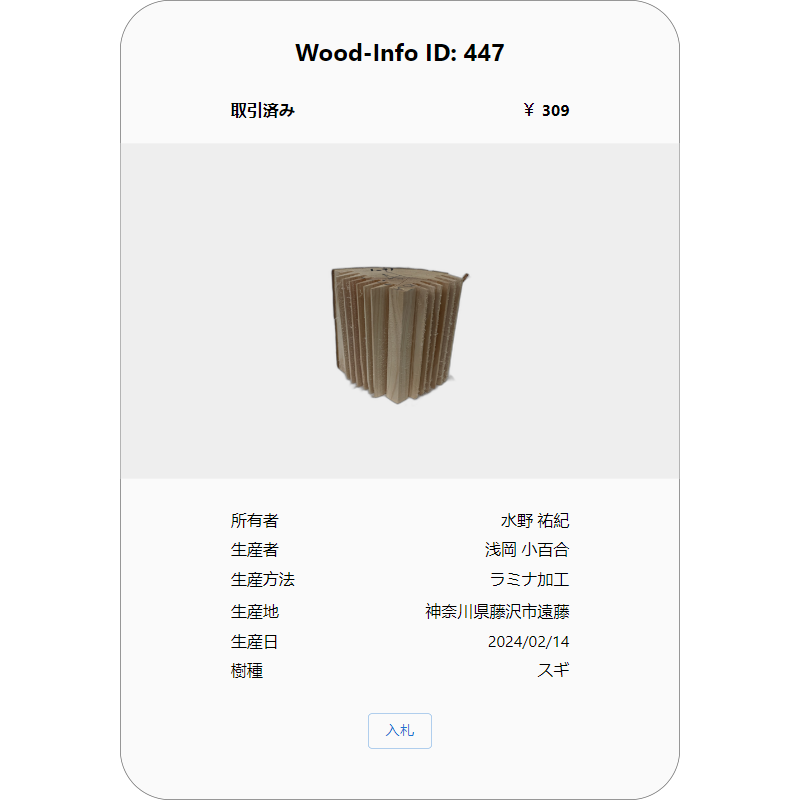 Wood-Info ID: 447
取引済み ¥ 309
所有者 水野 祐紀
生産者 浅岡 小百合
生産方法 ラミナ加工
生産地 神奈川県藤沢市遠藤
生産日 2024/02/14
樹種 スギ
入札